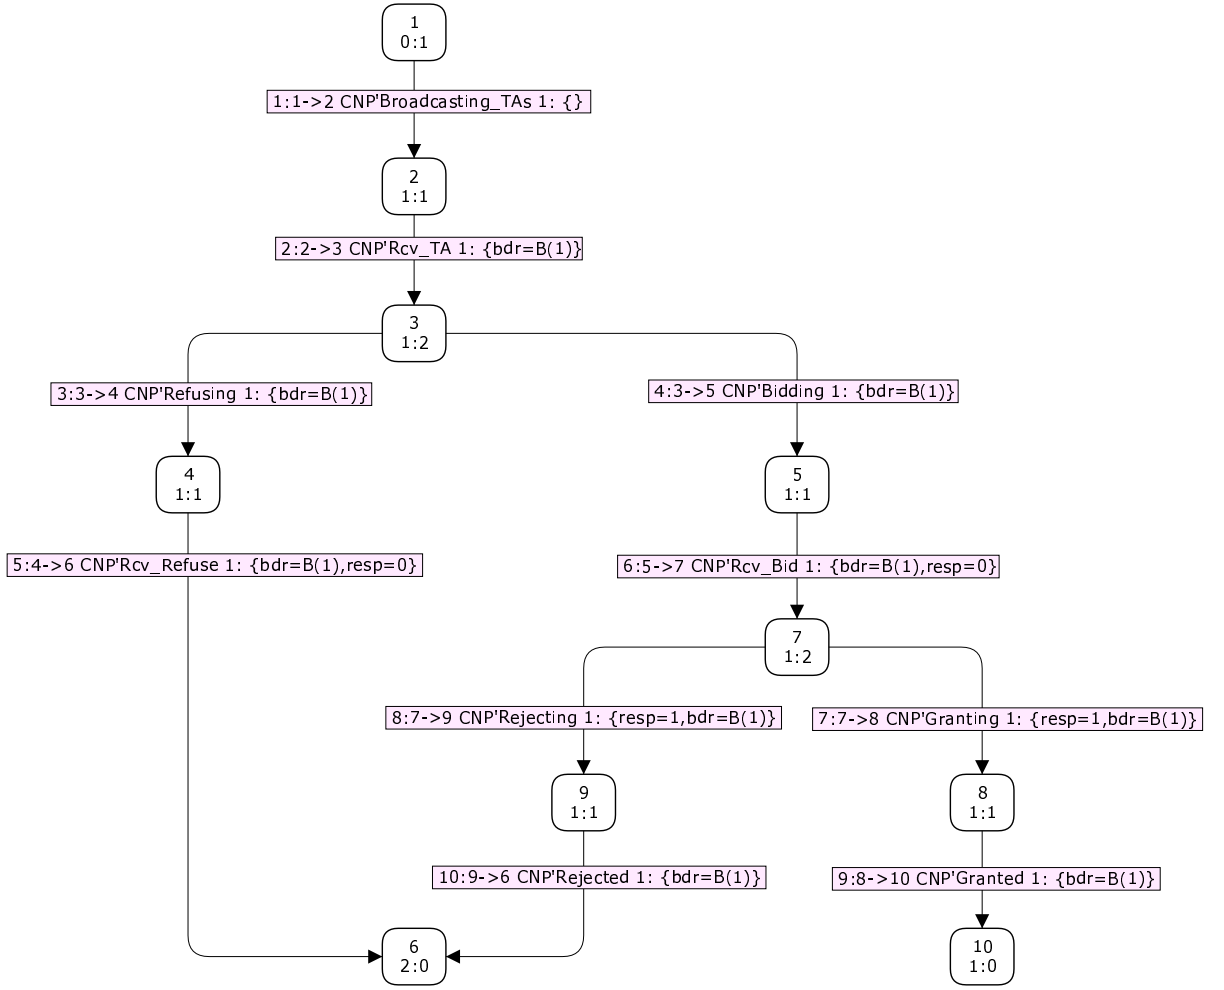 1
0:1
1:1->2 CNP'Broadcasting_TAs 1: {}
2
1:1
2:2->3 CNP'Rcv_TA 1: {bdr=B(1)}
3
1:2
3:3->4 CNP'Refusing 1: {bdr=B(1)}
4:3->5 CNP'Bidding 1: {bdr=B(1)}
4
1:1
5
1:1
5:4->6 CNP'Rcv_Refuse 1: {bdr=B(1),resp=0}
6:5->7 CNP'Rcv_Bid 1: {bdr=B(1),resp=0}
7
1:2
8:7->9 CNP'Rejecting 1: {resp=1,bdr=B(1)}
7:7->8 CNP'Granting 1: {resp=1,bdr=B(1)}
9
1:1
8
1:1
10:9->6 CNP'Rejected 1: {bdr=B(1)}
9:8->10 CNP'Granted 1: {bdr=B(1)}
6
2:0
10
1:0